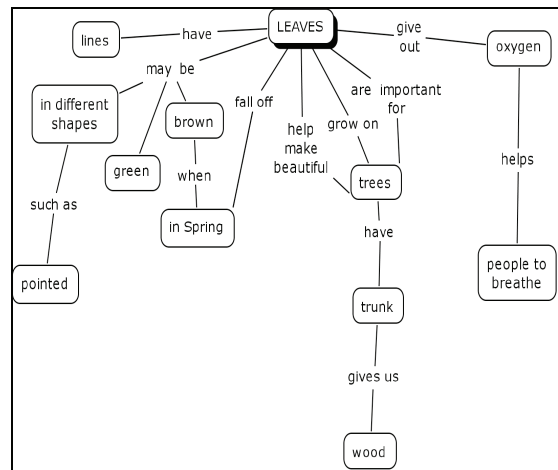 LEAVES
lines
have
give
out
oxygen
may be
in different
shapes
brown
green
fall off
when
in Spring
such as
pointed
help
make
beautiful
grow on
are important
for
trees
have
trunk
gives us
wood
helps
people to
breathe